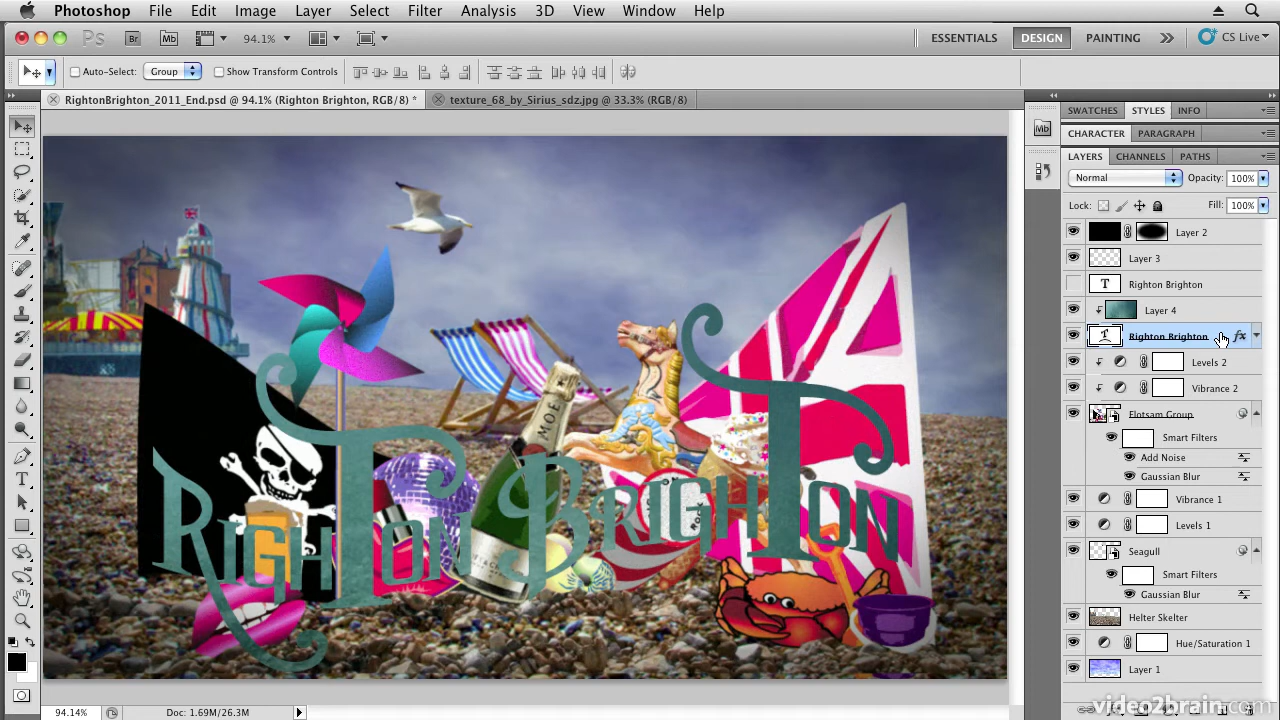 Photoshop File Edit Image Layer Select Filter Analysis 3D View Window Help
Ps Br Mb 94.1% ESSENTIALS DESIGN PAINTING CS Live
Auto-Select: Group Show Transform Controls
RightonBrighton_2011_End.psd @ 94.1% (Righton Brighton, RGB/8) * texture_68_by_Sirius_sdz.jpg @ 33.3% (RGB/8)
SWATCHES STYLES INFO
Mb
CHARACTER PARAGRAPH
LAYERS CHANNELS PATHS
Normal Opacity: 100%
Lock: Fill: 100%
Layer 2
Layer 3
T Righton Brighton
Layer 4
T Righton Brighton fx
Levels 2
Vibrance 2
Flotsam Group
Smart Filters
Add Noise
Gaussian Blur
Vibrance 1
Levels 1
Seagull
Smart Filters
Gaussian Blur
Helter Skelter
Hue/Saturation 1
Layer 1
MOE
RIGHTON BRIGHTON
94.14% Doc: 1.69M/26.3M
video2brain.com